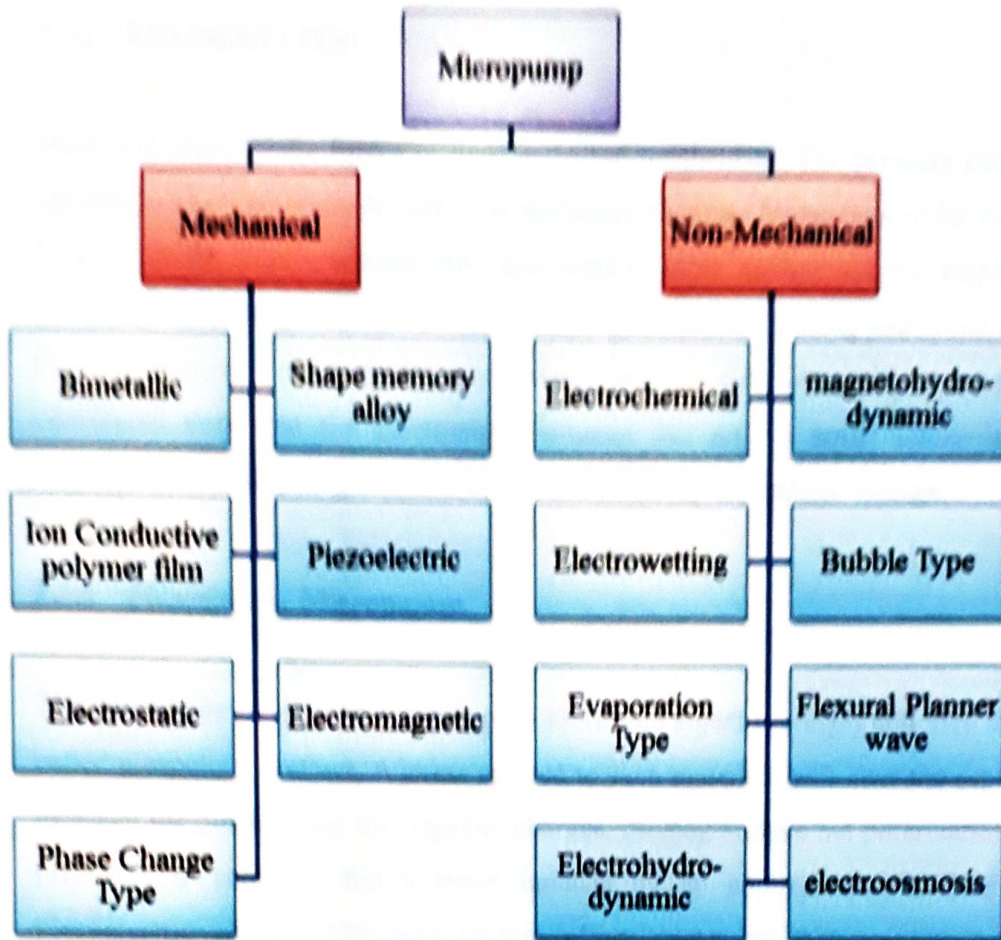 Micropump
Mechanical
Non-Mechanical
Bimetallic
Shape memory
alloy
Ion Conductive
polymer film
Piezoelectric
Electrostatic
Electromagnetic
Phase Change
Type
Electrochemical
magnetohydro-
dynamic
Electrowetting
Bubble Type
Evaporation
Type
Flexural Planner
wave
Electrohydro-
dynamic
electroosmosis